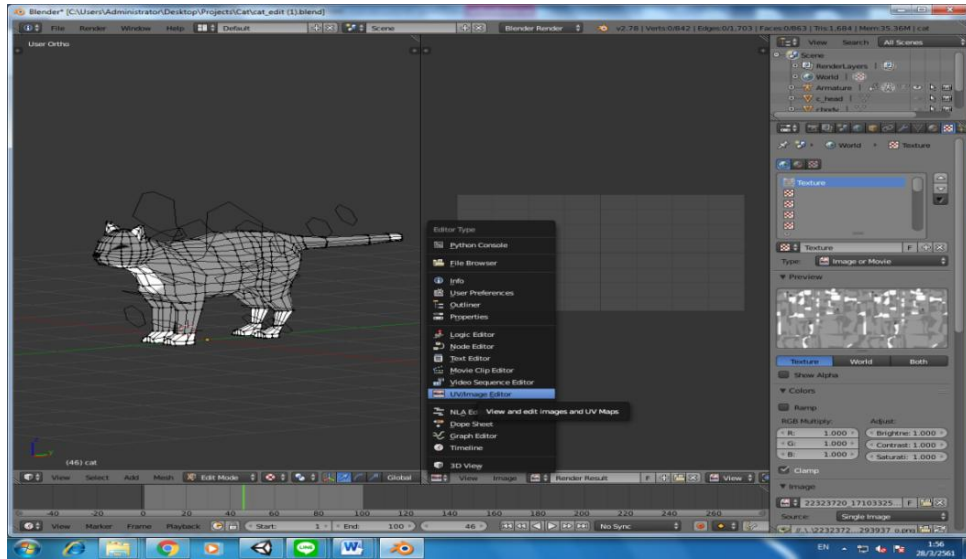 Blender* [C:\Users\Administrator\Desktop\Projects\Cat\cat_edit (1).blend]
File Render Window Help Default Scene Blender Render v2.78 | Verts:0/842 | Edges:0/1,703 | Faces:0/863 | Tris:1,684 | Mem:35.36M | cat
View Search All Scenes
User Ortho
Scene
RenderLayers
World
Armature
c_head
World Texture
Texture
Editor Type
Python Console
File Browser
Info
User Preferences
Outliner
Properties
Logic Editor
Node Editor
Text Editor
Movie Clip Editor
Video Sequence Editor
UV/Image Editor
NLA View and edit images and UV Maps
Dope Sheet
Graph Editor
Timeline
3D View
Texture F
Type: Image or Movie
Preview
Texture World Both
Show Alpha
Colors
Ramp
RGB Multiply: Adjust:
R: 1.000 Brightne: 1.000
G: 1.000 Contrast: 1.000
B: 1.000 Saturati: 1.000
Clamp
Image
22323720_17103325... F
Source: Single Image
(46) cat
View Select Add Mesh Edit Mode Global
View Image Render Result F View
-40 -20 0 20 40 60 80 100 120 140 160 180 200 220 240 260
View Marker Frame Playback Start: 1 End: 100 46 No Sync
LINE W
EN 1:56
28/3/2561